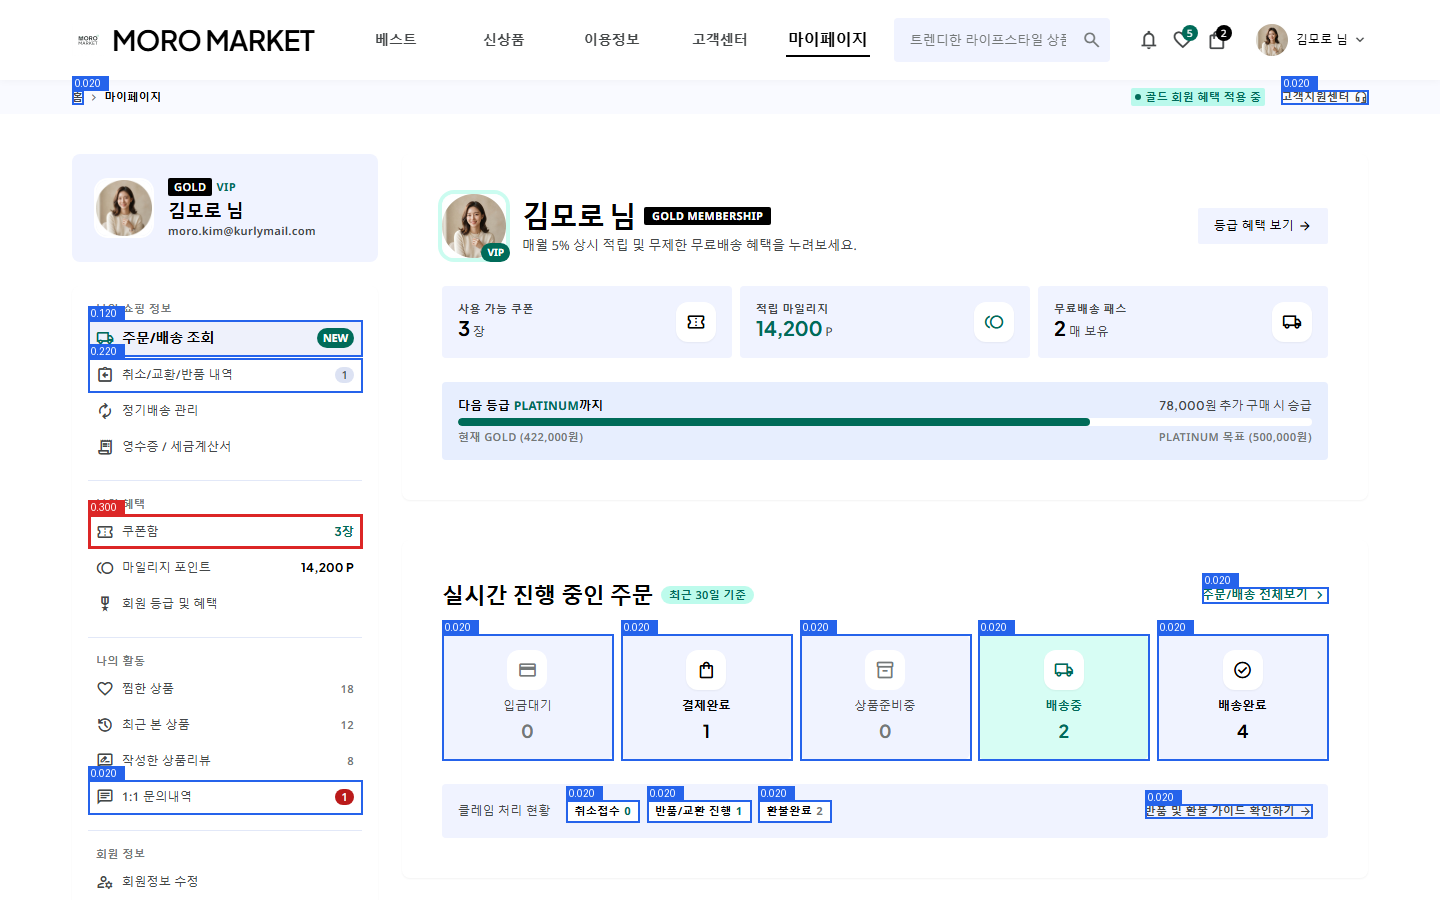 MORO MARKET
MORO MARKET
베스트
신상품
이용정보
고객센터
마이페이지
트렌디한 라이프스타일 상품
5
2
김모로 님
0.020
홈 > 마이페이지
골드 회원 혜택 적용 중
0.020
고객지원센터
GOLD VIP
김모로 님
moro.kim@kurlymail.com
쇼핑 정보
0.120
주문/배송 조회 NEW
0.220
취소/교환/반품 내역 1
정기배송 관리
영수증 / 세금계산서
혜택
0.300
쿠폰함 3장
마일리지 포인트 14,200 P
회원 등급 및 혜택
나의 활동
찜한 상품 18
최근 본 상품 12
작성한 상품리뷰 8
0.020
1:1 문의내역 1
회원 정보
회원정보 수정
VIP
김모로 님 GOLD MEMBERSHIP
매월 5% 상시 적립 및 무제한 무료배송 혜택을 누려보세요.
등급 혜택 보기
사용 가능 쿠폰
3 장
적립 마일리지
14,200 P
무료배송 패스
2 매 보유
다음 등급 PLATINUM까지
78,000원 추가 구매 시 승급
현재 GOLD (422,000원)
PLATINUM 목표 (500,000원)
실시간 진행 중인 주문 최근 30일 기준
0.020
주문/배송 전체보기
0.020
입금대기
0
0.020
결제완료
1
0.020
상품준비중
0
0.020
배송중
2
0.020
배송완료
4
클레임 처리 현황
0.020
취소접수 0
0.020
반품/교환 진행 1
0.020
환불완료 2
0.020
반품 및 환불 가이드 확인하기